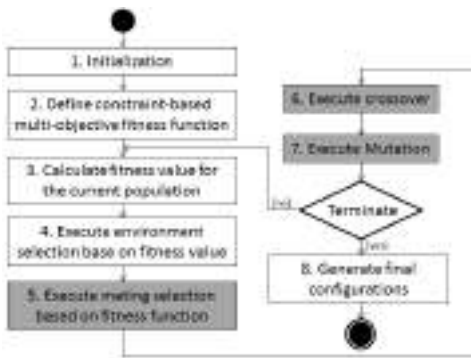 1. Initialization
2. Define constraint-based
multi-objective fitness function
3. Calculate fitness value for
the current population
4. Execute environment
selection base on fitness value
5. Execute mating selection
based on fitness function
6. Execute crossover
7. Execute Mutation
Terminate
[no]
[yes]
8. Generate final
configurations